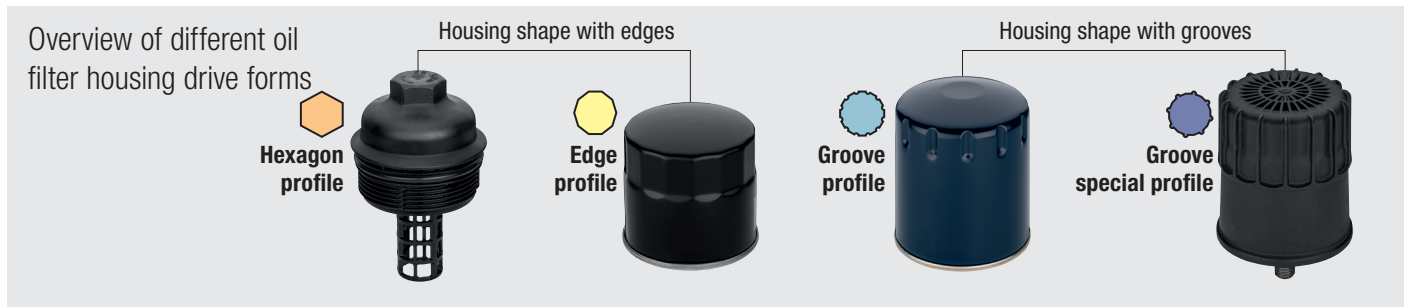 Overview of different oil
filter housing drive forms
Housing shape with edges
Housing shape with grooves
Hexagon
profile
Edge
profile
Groove
profile
Groove
special profile